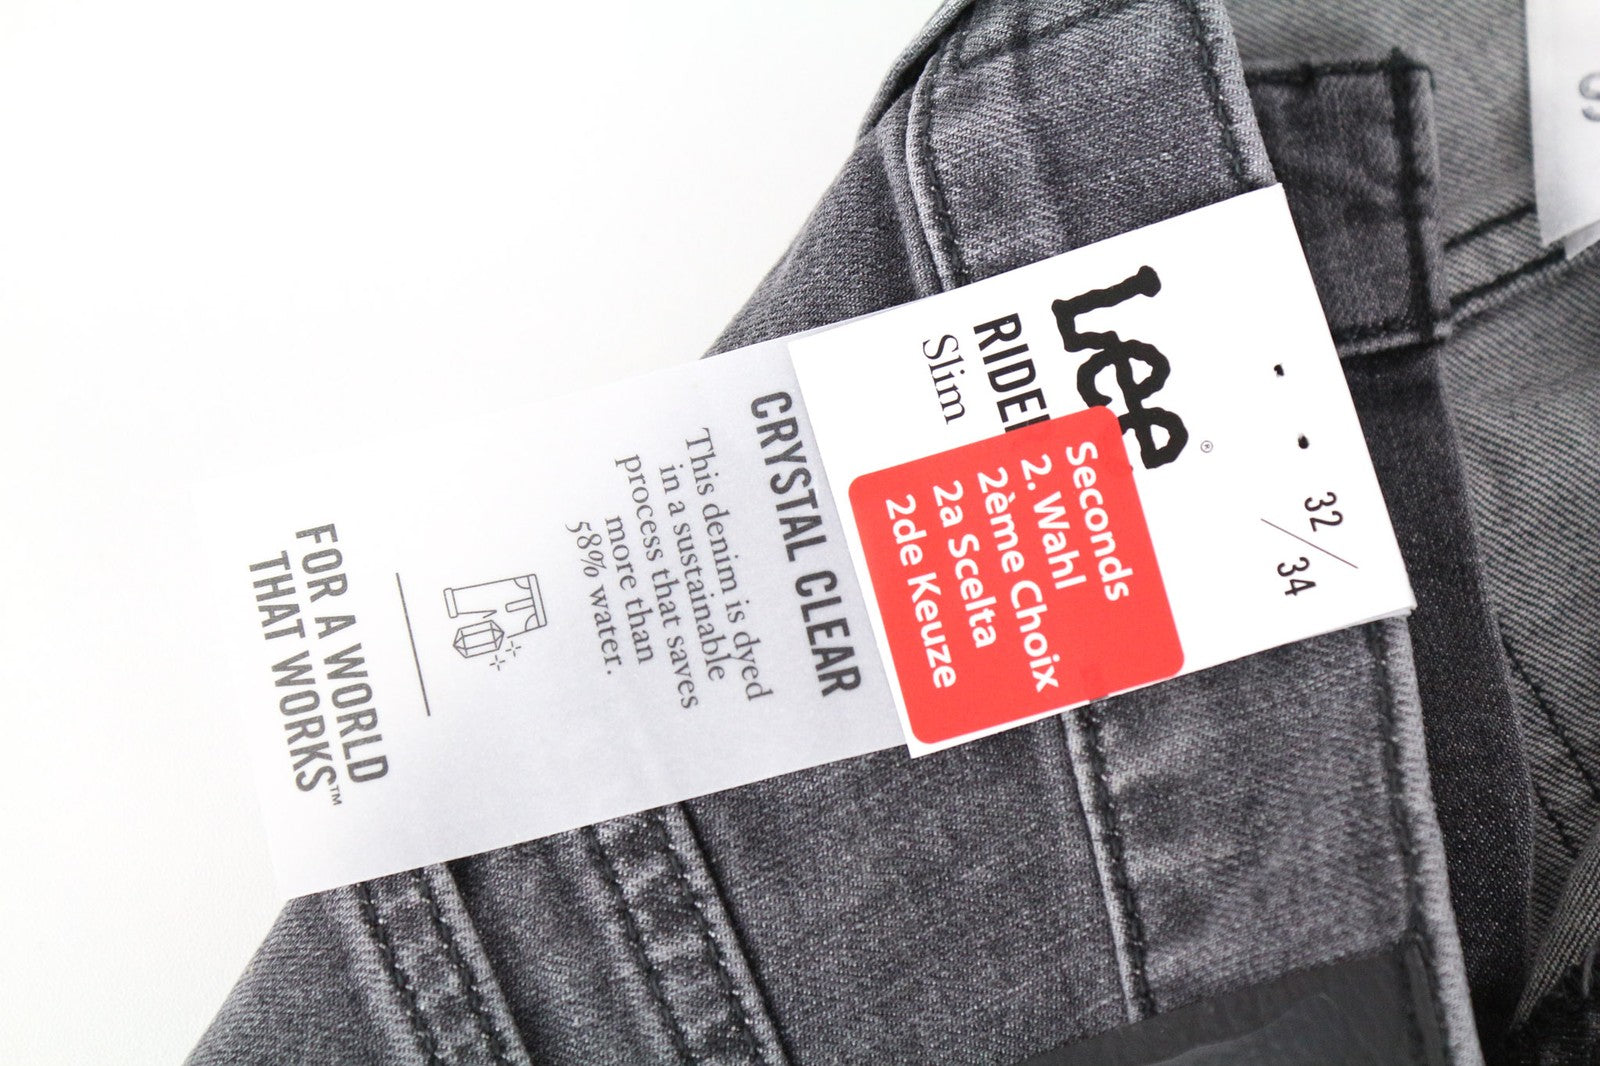 Lee®
RIDE
Slim
32
34
Seconds
2. Wahl
2ème Choix
2a Scelta
2de Keuze
CRYSTAL CLEAR
This denim is dyed
in a sustainable
process that saves
more than
58% water.
FOR A WORLD
THAT WORKS™